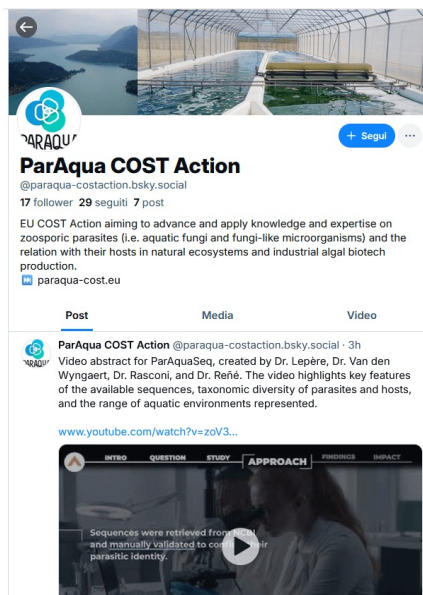 PARAQUA
ParAqua COST Action
+ Segui
@paraqua-costaction.bsky.social
17 follower 29 seguiti 7 post
EU COST Action aiming to advance and apply knowledge and expertise on
zoosporic parasites (i.e. aquatic fungi and fungi-like microorganisms) and the
relation with their hosts in natural ecosystems and industrial algal biotech
production.
⏩ paraqua-cost.eu
Post Media Video
ParAqua COST Action @paraqua-costaction.bsky.social · 3h
Video abstract for ParAquaSeq, created by Dr. Lepère, Dr. Van den
Wyngaert, Dr. Rasconi, and Dr. Reñé. The video highlights key features
of the available sequences, taxonomic diversity of parasites and hosts,
and the range of aquatic environments represented.
www.youtube.com/watch?v=zoV3...
INTRO QUESTION STUDY APPROACH FINDINGS IMPACT
Sequences were retrieved from NCBI
and manually validated to confirm their
parasitic identity.